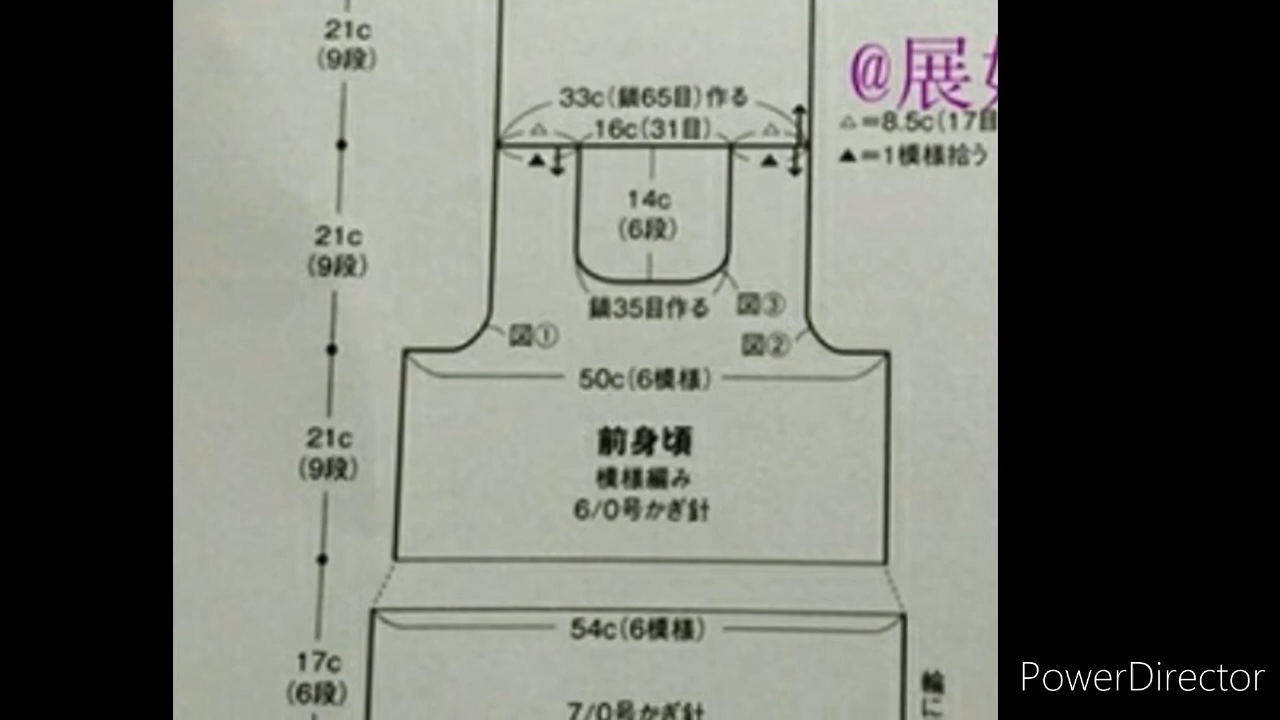 21c
(9段)
@展
33c(鎖65目)作る
16c(31目)
△=8.5c(17目
▲=1模様拾う
14c
(6段)
21c
(9段)
鎖35目作る
図③
図①
図②
50c(6模様)
前身頃
模様編み
6/0号かぎ針
21c
(9段)
54c(6模様)
17c
(6段)
輪に
7/0号かぎ針
PowerDirector